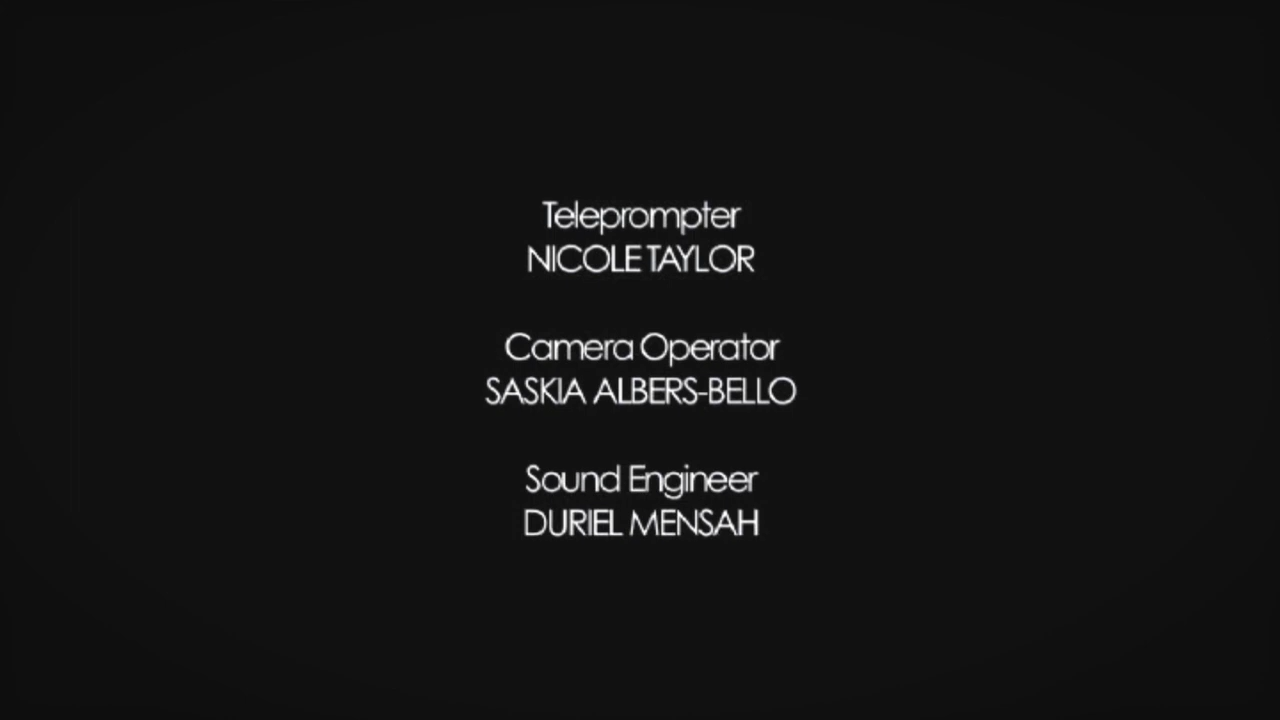 Teleprompter
NICOLE TAYLOR
Camera Operator
SASKIA ALBERS-BELLO
Sound Engineer
DURIEL MENSAH